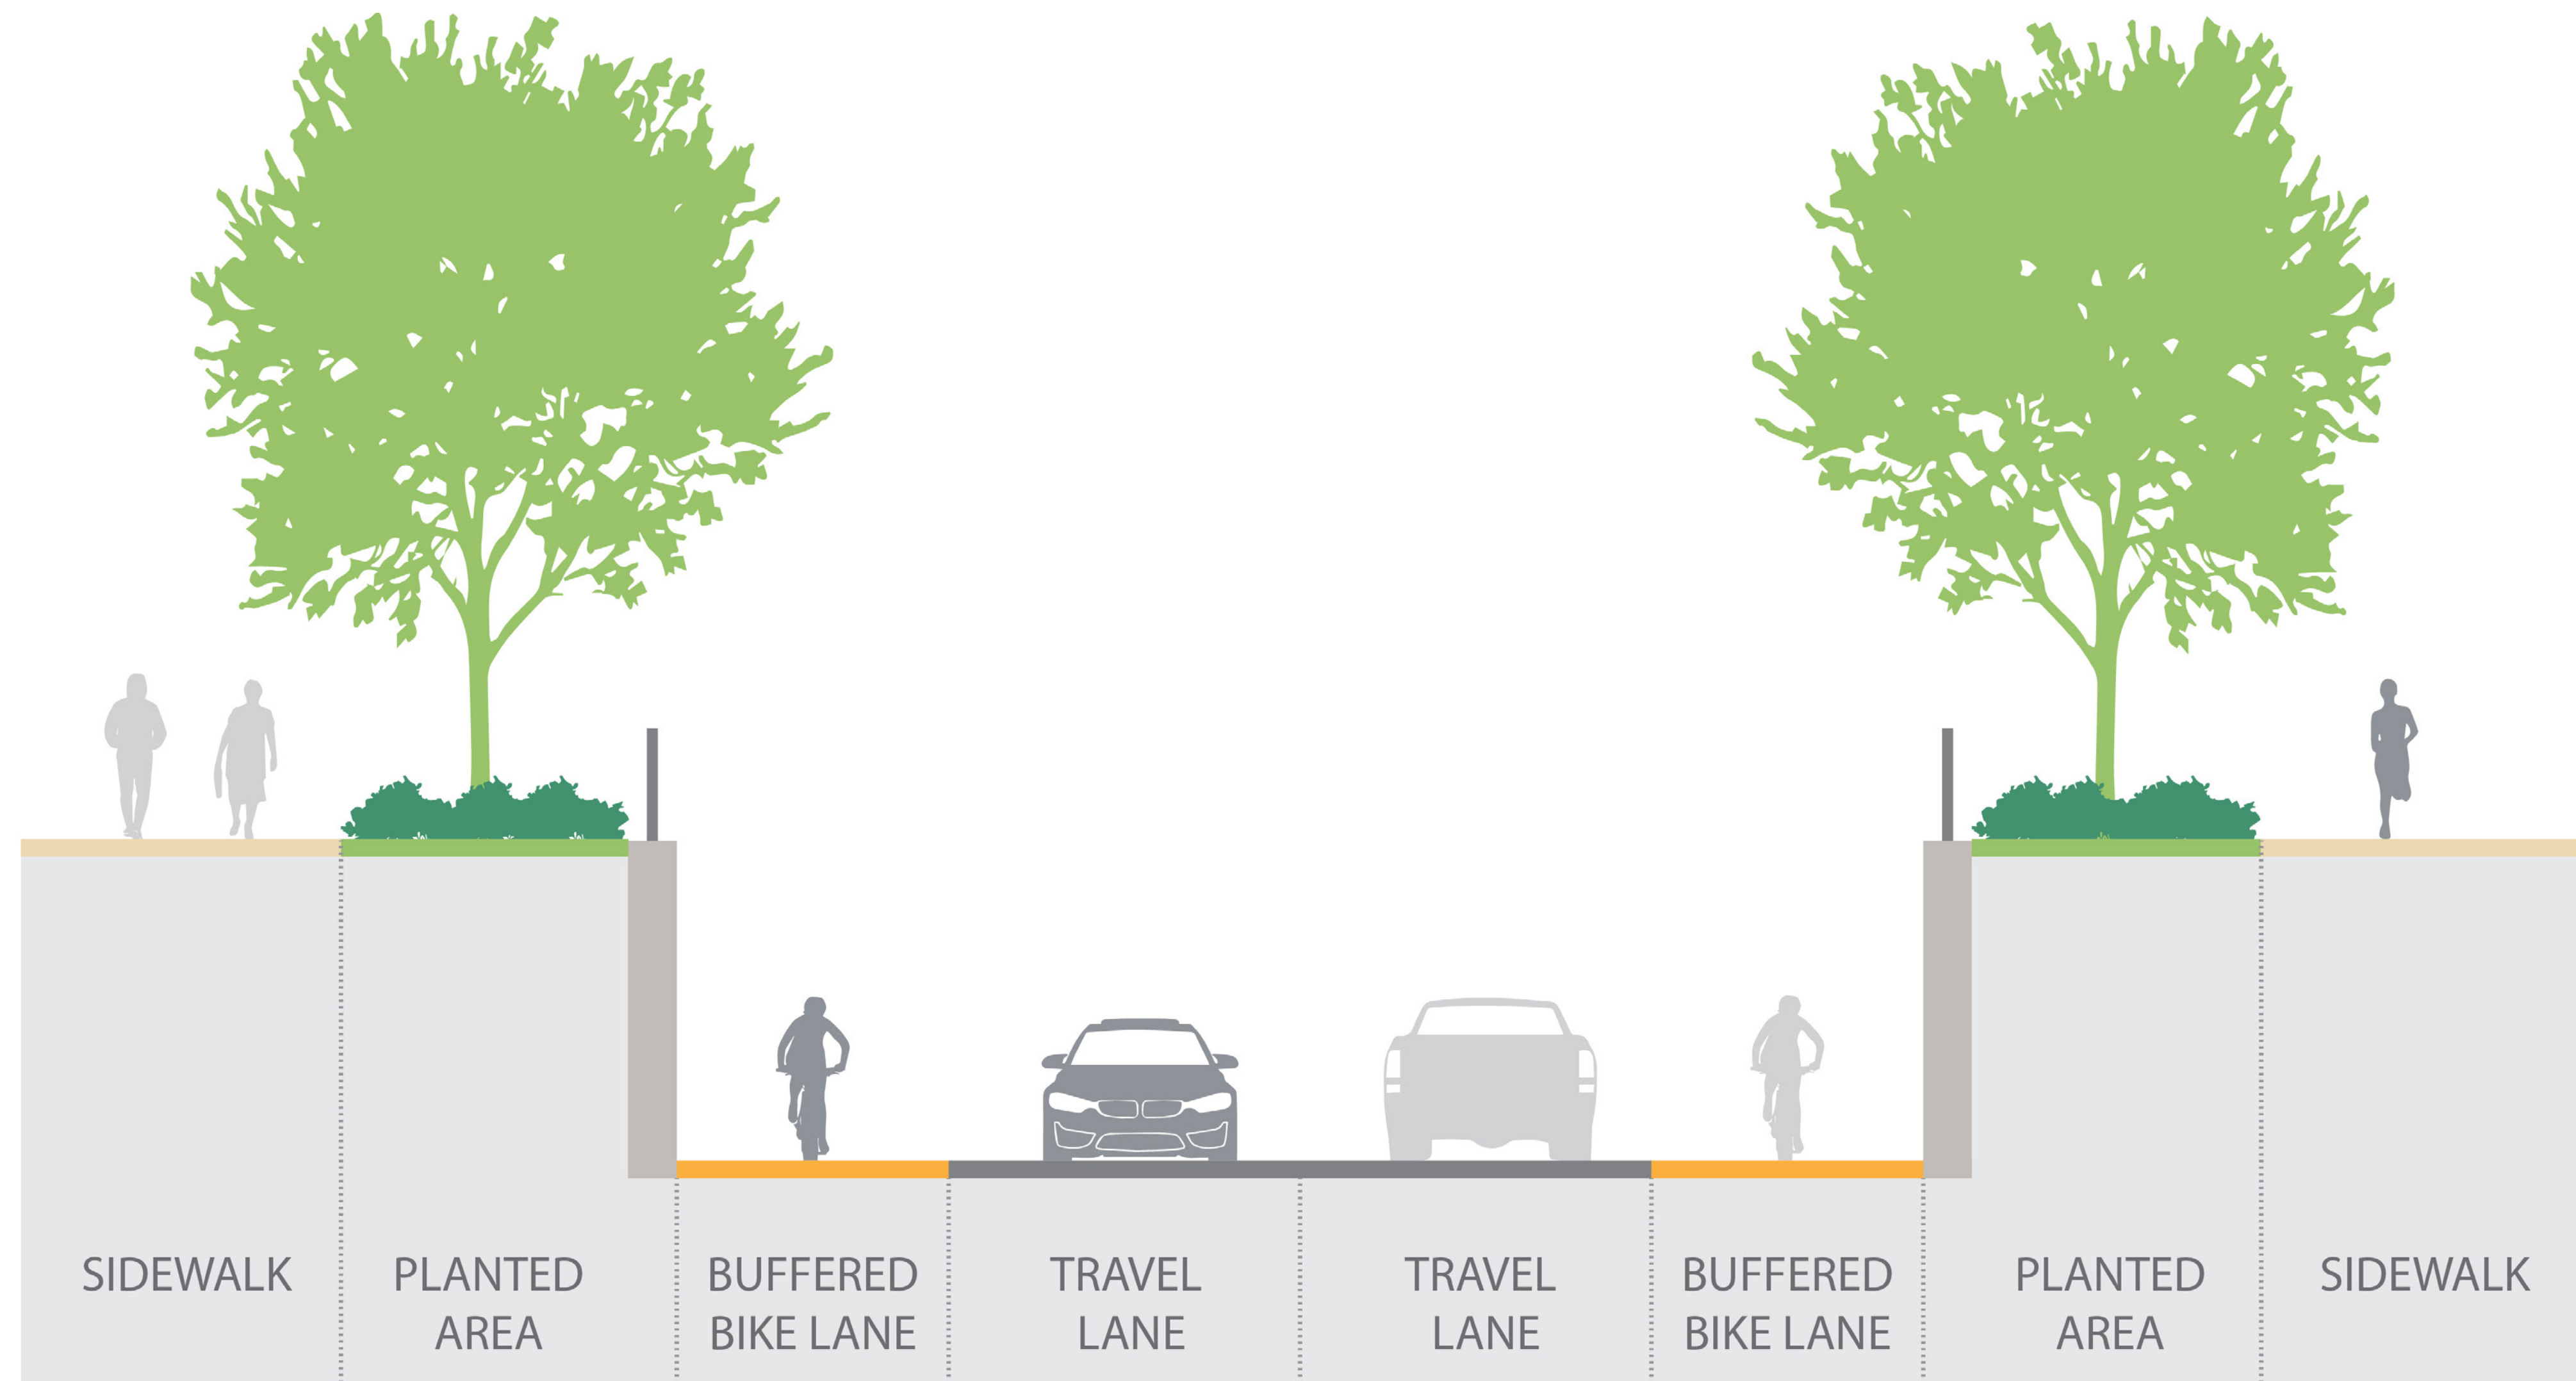 SIDEWALK
PLANTED
AREA
BUFFERED
BIKE LANE
TRAVEL
LANE
TRAVEL
LANE
BUFFERED
BIKE LANE
PLANTED
AREA
SIDEWALK